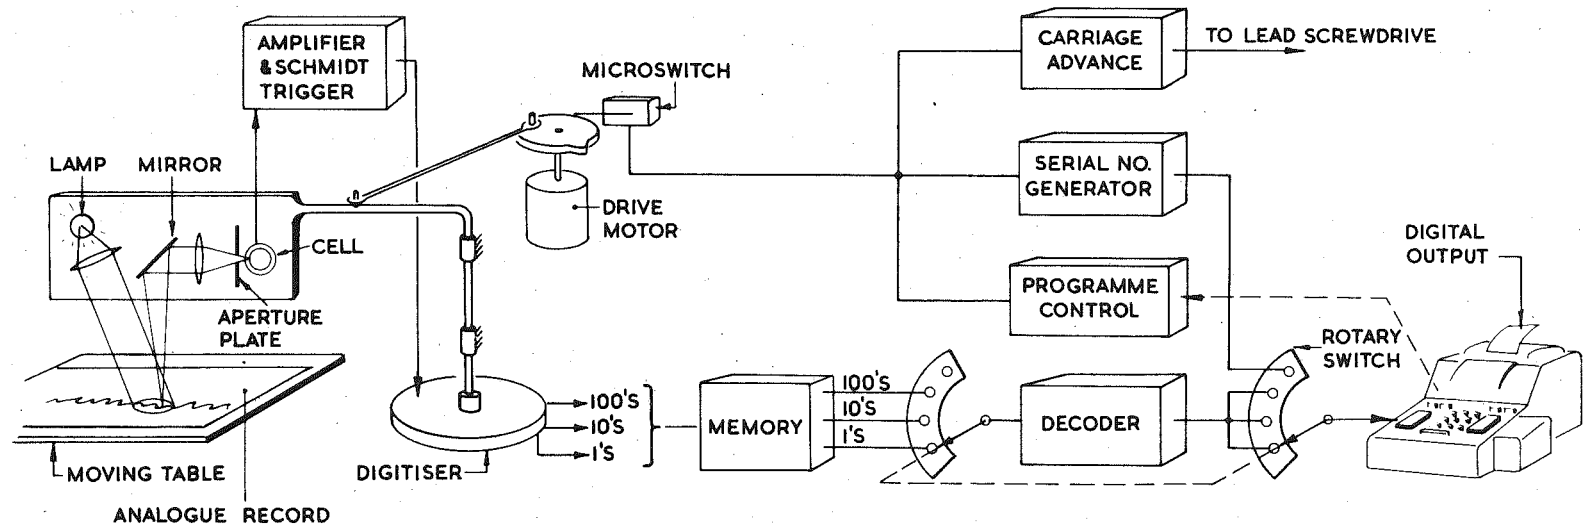 AMPLIFIER
& SCHMIDT
TRIGGER
MICROSWITCH
CARRIAGE
ADVANCE
TO LEAD SCREWDRIVE
LAMP
MIRROR
SERIAL NO.
GENERATOR
DRIVE
MOTOR
CELL
DIGITAL
OUTPUT
PROGRAMME
CONTROL
APERTURE
PLATE
ROTARY
SWITCH
100'S
10'S
1'S
MEMORY
100'S
10'S
1'S
DECODER
MOVING TABLE
DIGITISER
ANALOGUE RECORD